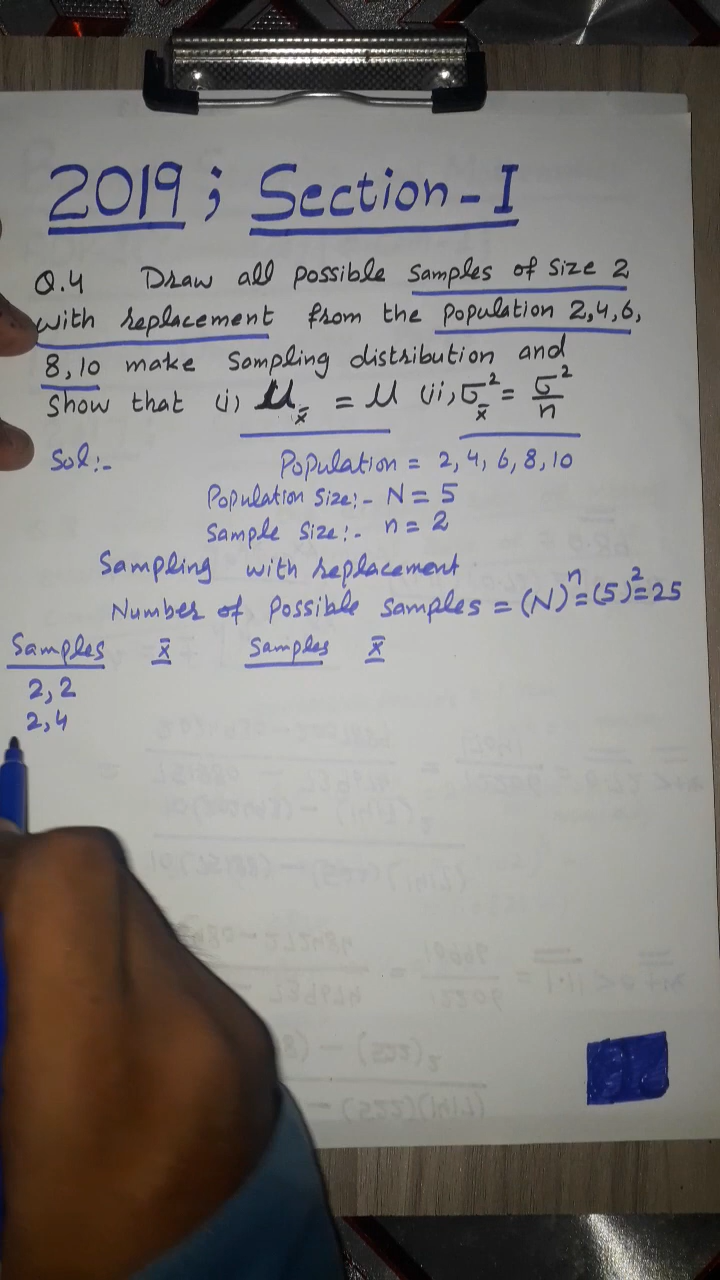 2019; Section-I
Q.4 Draw all possible samples of size 2
with replacement from the population 2,4,6,
8,10 make Sampling distribution and
Show that (i) μx̄ = μ (ii) σ²x̄ = σ²/n
Sol:- Population = 2, 4, 6, 8, 10
Population Size:- N = 5
Sample Size:- n = 2
Sampling with replacement
Number of Possible samples = (N)ⁿ = (5)² = 25
Samples x̄ Samples x̄
2,2
2,4